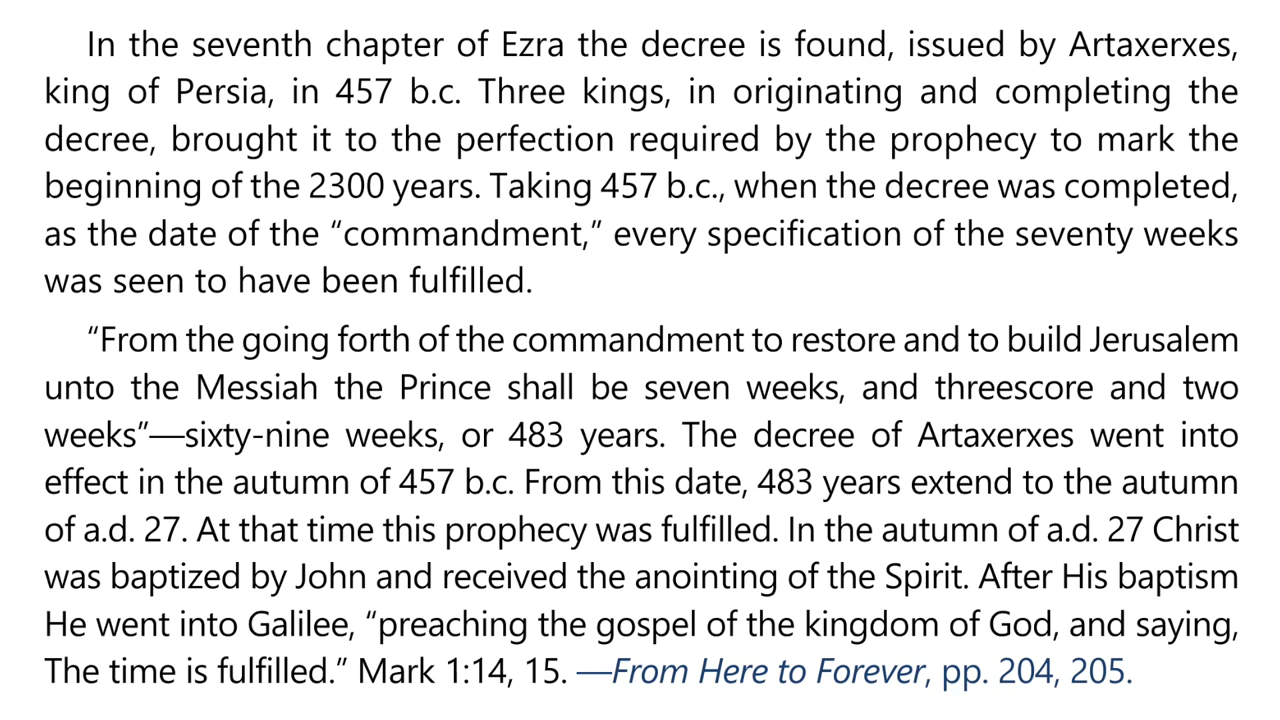 In the seventh chapter of Ezra the decree is found, issued by Artaxerxes,
king of Persia, in 457 b.c. Three kings, in originating and completing the
decree, brought it to the perfection required by the prophecy to mark the
beginning of the 2300 years. Taking 457 b.c., when the decree was completed,
as the date of the “commandment,” every specification of the seventy weeks
was seen to have been fulfilled.
“From the going forth of the commandment to restore and to build Jerusalem
unto the Messiah the Prince shall be seven weeks, and threescore and two
weeks”—sixty-nine weeks, or 483 years. The decree of Artaxerxes went into
effect in the autumn of 457 b.c. From this date, 483 years extend to the autumn
of a.d. 27. At that time this prophecy was fulfilled. In the autumn of a.d. 27 Christ
was baptized by John and received the anointing of the Spirit. After His baptism
He went into Galilee, “preaching the gospel of the kingdom of God, and saying,
The time is fulfilled.” Mark 1:14, 15. —From Here to Forever, pp. 204, 205.